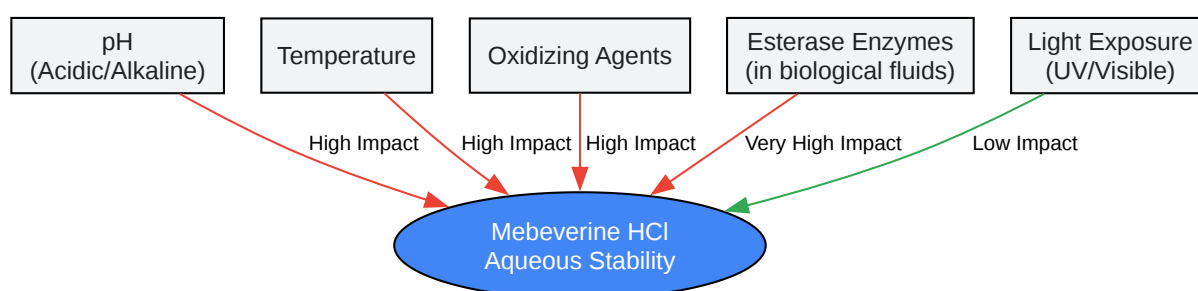 pH
(Acidic/Alkaline)
Temperature
Oxidizing Agents
Esterase Enzymes
(in biological fluids)
Light Exposure
(UV/Visible)
High Impact
High Impact
High Impact
Very High Impact
Low Impact
Mebeverine HCl
Aqueous Stability